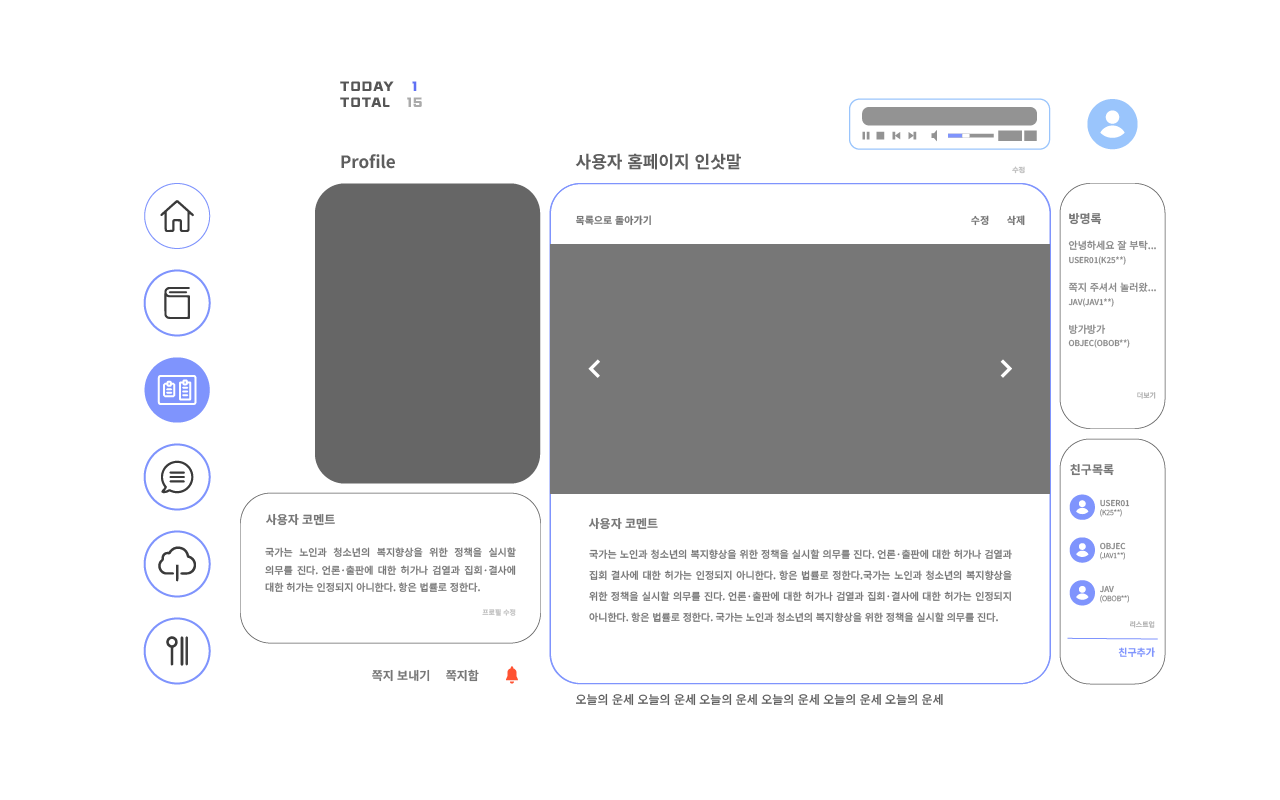 TODAY 1
TOTAL 15
Profile
사용자 홈페이지 인삿말
수정
목록으로 돌아가기
수정 삭제
사용자 코멘트
국가는 노인과 청소년의 복지향상을 위한 정책을 실시할 의무를 진다. 언론·출판에 대한 허가나 검열과
집회 결사에 대한 허가는 인정되지 아니한다. 항은 법률로 정한다.국가는 노인과 청소년의 복지향상을
위한 정책을 실시할 의무를 진다. 언론·출판에 대한 허가나 검열과 집회·결사에 대한 허가는 인정되지
아니한다. 항은 법률로 정한다. 국가는 노인과 청소년의 복지향상을 위한 정책을 실시할 의무를 진다.
사용자 코멘트
국가는 노인과 청소년의 복지향상을 위한 정책을 실시할
의무를 진다. 언론·출판에 대한 허가나 검열과 집회·결사에
대한 허가는 인정되지 아니한다. 항은 법률로 정한다.
프로필 수정
쪽지 보내기 쪽지함
오늘의 운세 오늘의 운세 오늘의 운세 오늘의 운세 오늘의 운세 오늘의 운세
방명록
안녕하세요 잘 부탁...
USER01(K25**)
쪽지 주셔서 놀러왔...
JAV(JAV1**)
방가방가
OBJEC(OBOB**)
더보기
친구목록
USER01
(K25**)
OBJEC
(JAV1**)
JAV
(OBOB**)
리스트업
친구추가